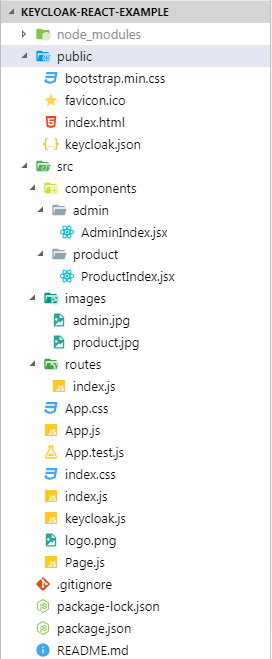 KEYCLOAK-REACT-EXAMPLE
node_modules
public
bootstrap.min.css
favicon.ico
index.html
keycloak.json
src
components
admin
AdminIndex.jsx
product
ProductIndex.jsx
images
admin.jpg
product.jpg
routes
index.js
App.css
App.js
App.test.js
index.css
index.js
keycloak.js
logo.png
Page.js
.gitignore
package-lock.json
package.json
README.md